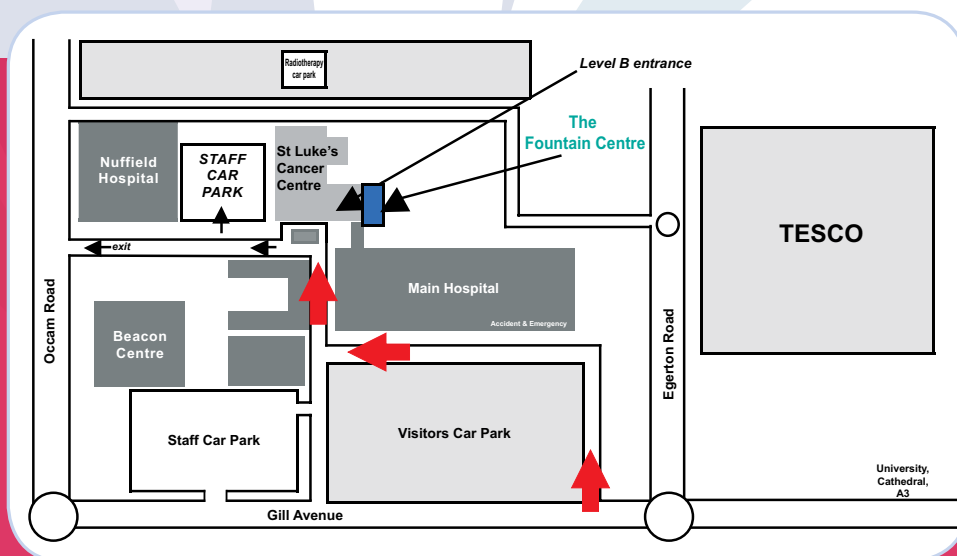 Radiotherapy
car park
Level B entrance
The
Fountain Centre
Nuffield
Hospital
STAFF
CAR
PARK
St Luke's
Cancer
Centre
TESCO
exit
Main Hospital
Accident & Emergency
Occam Road
Beacon
Centre
Egerton Road
Staff Car Park
Visitors Car Park
University,
Cathedral,
A3
Gill Avenue